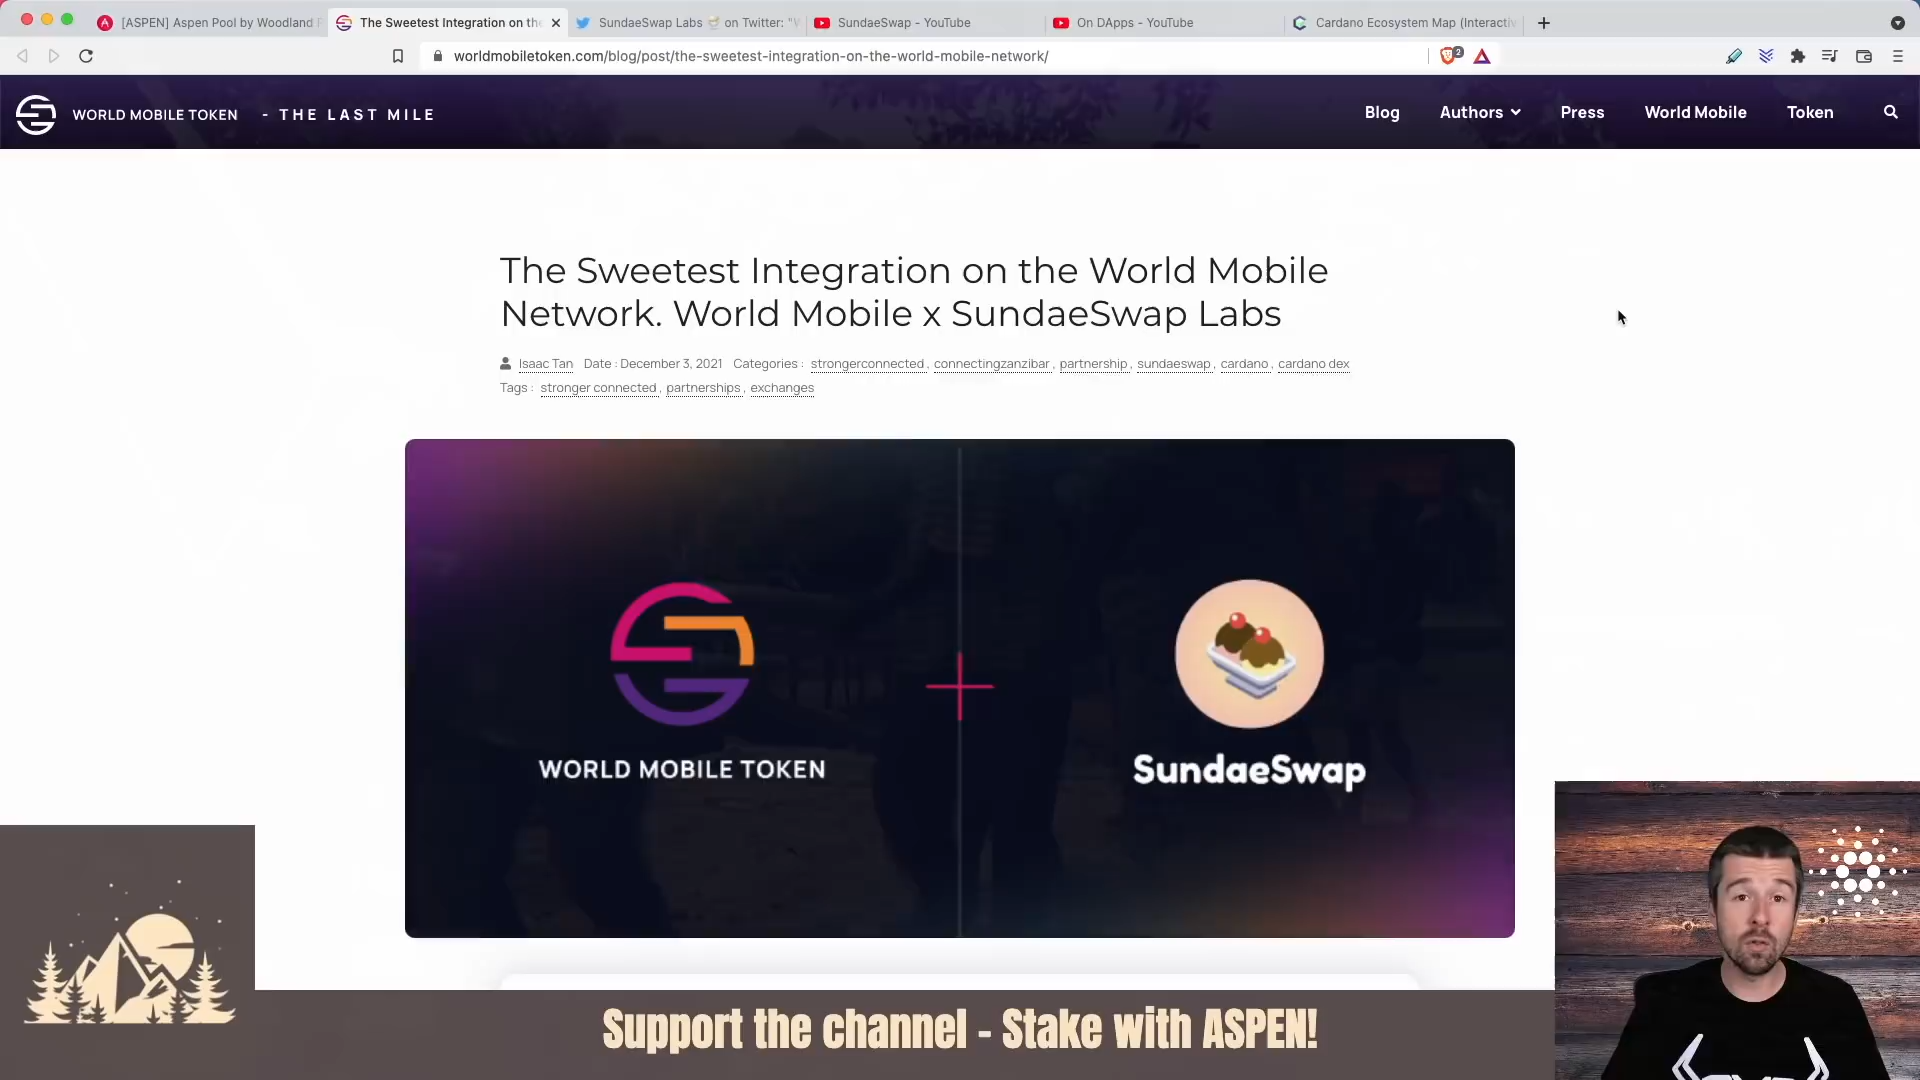 [ASPEN] Aspen Pool by Woodland
The Sweetest Integration on the
SundaeSwap Labs 🍨 on Twitter: "
SundaeSwap - YouTube
On DApps - YouTube
Cardano Ecosystem Map (Interactiv
worldmobiletoken.com/blog/post/the-sweetest-integration-on-the-world-mobile-network/
2
WORLD MOBILE TOKEN - THE LAST MILE
Blog
Authors
Press
World Mobile
Token
The Sweetest Integration on the World Mobile
Network. World Mobile x SundaeSwap Labs
Isaac Tan Date : December 3, 2021 Categories : strongerconnected, connectingzanzibar, partnership, sundaeswap, cardano, cardano dex
Tags : stronger connected, partnerships, exchanges
WORLD MOBILE TOKEN
SundaeSwap
Support the channel - Stake with ASPEN!